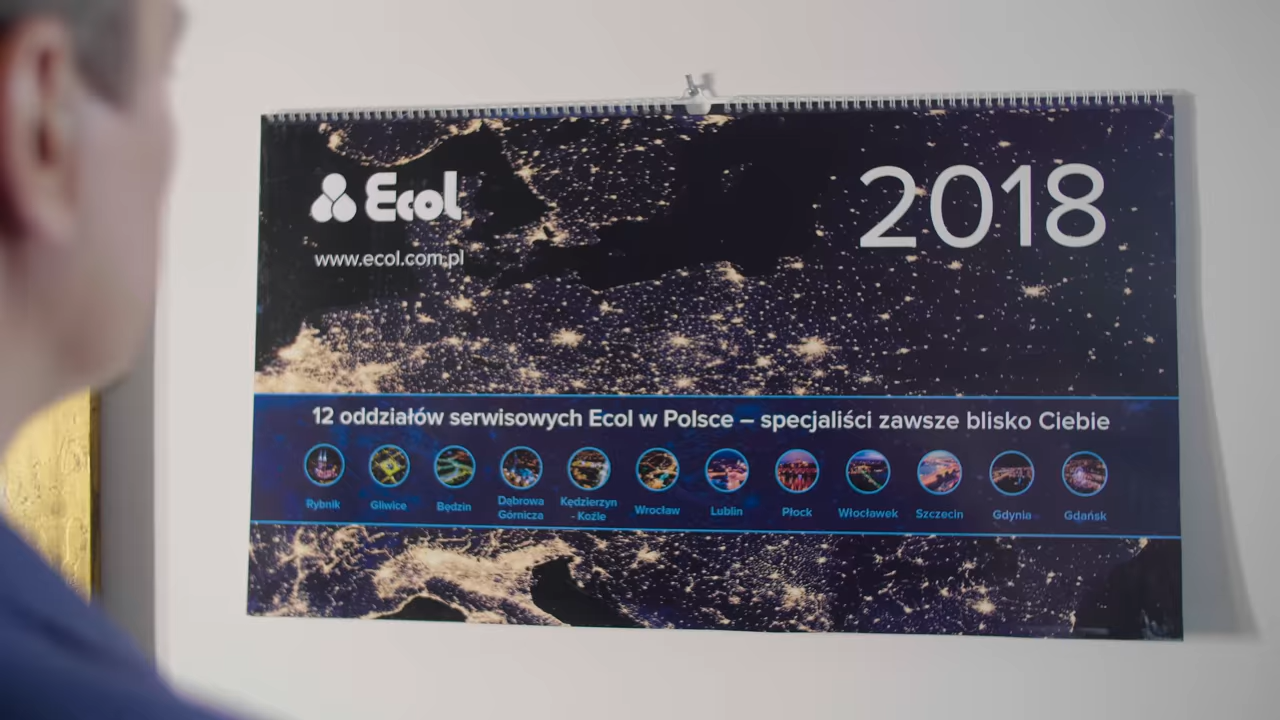 Ecol
2018
www.ecol.com.pl
12 oddziałów serwisowych Ecol w Polsce – specjaliści zawsze blisko Ciebie
Rybnik
Gliwice
Będzin
Dąbrowa
Górnicza
Kędzierzyn
- Koźle
Wrocław
Lublin
Płock
Włocławek
Szczecin
Gdynia
Gdańsk